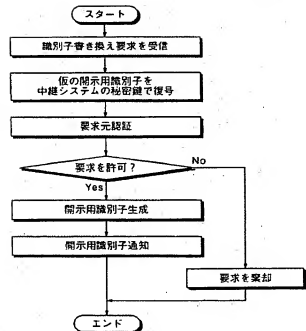 スタート
識別子書き換え要求を受信
仮の開示用識別子を
中継システムの秘密鍵で復号
要求元認証
要求を許可？
No
Yes
開示用識別子生成
開示用識別子通知
要求を棄却
エンド